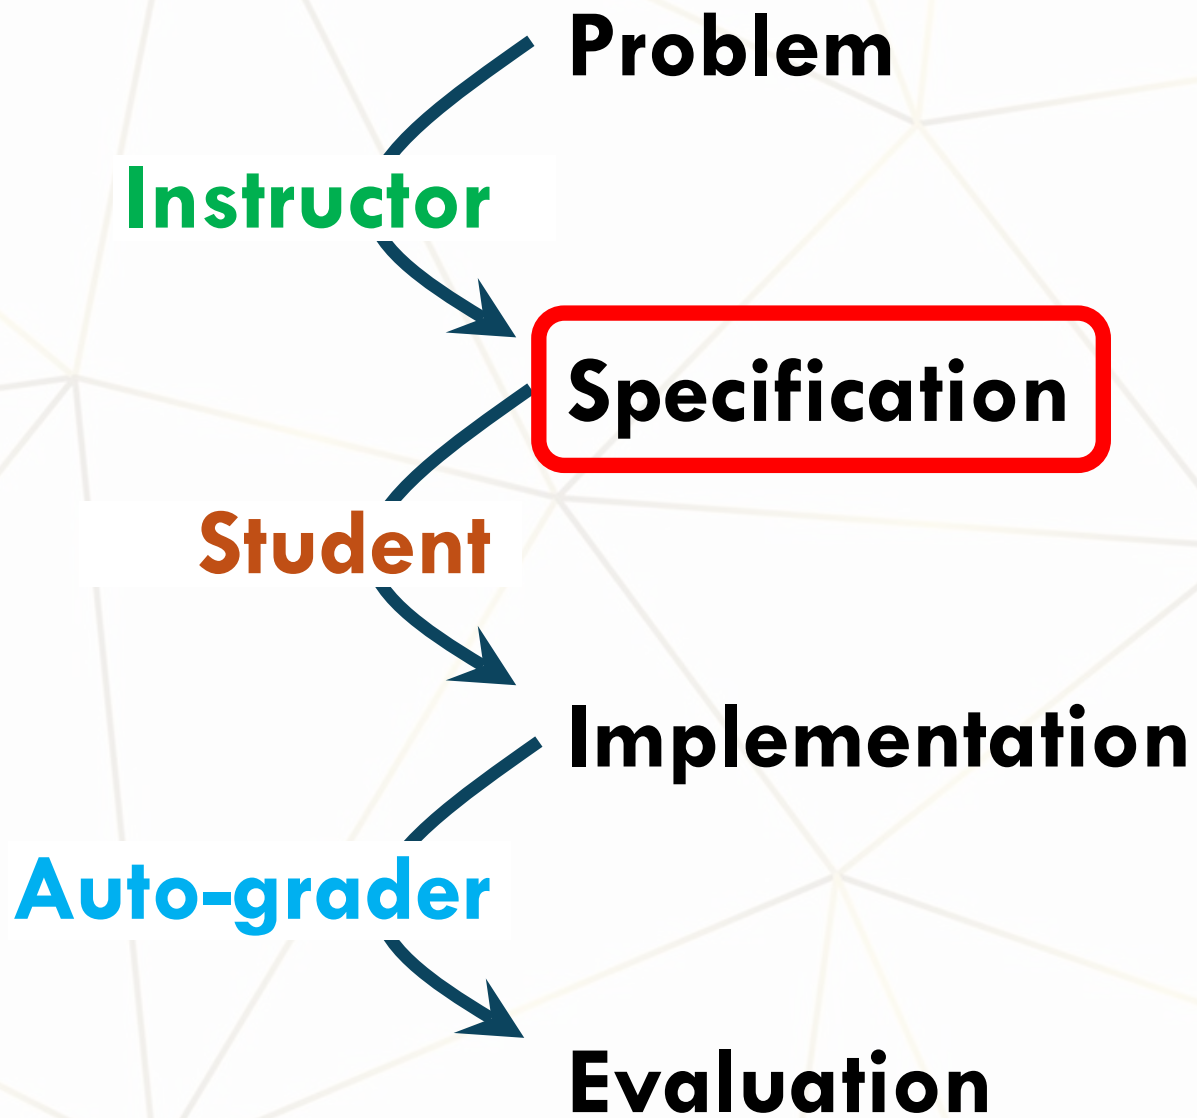 Problem
Instructor
Specification
Student
Implementation
Auto-grader
Evaluation